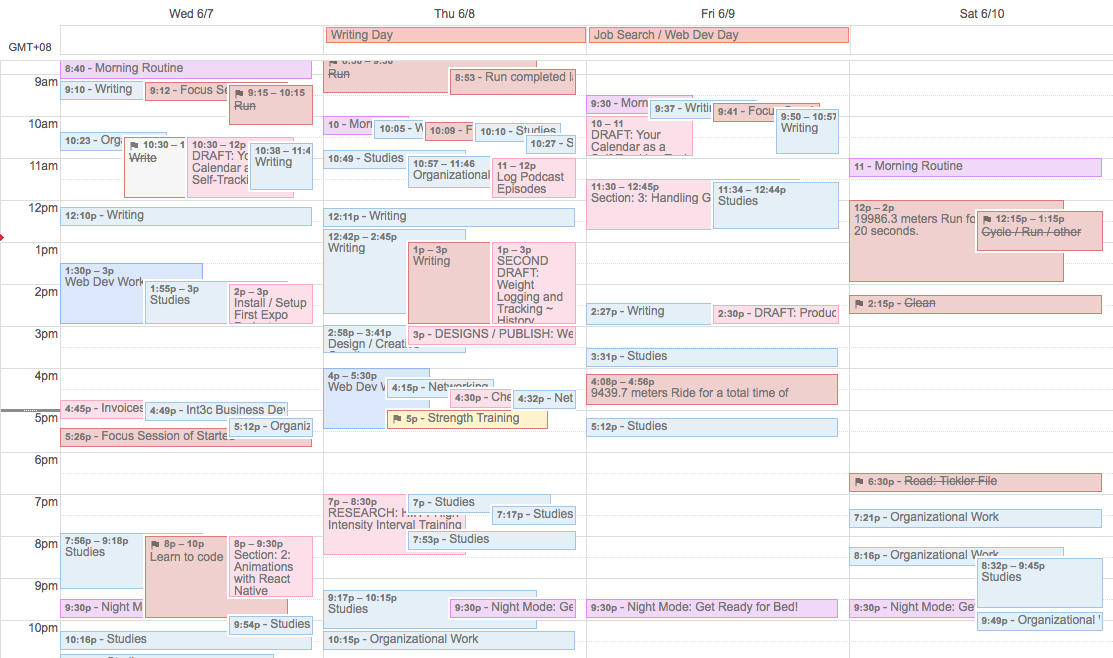 Wed 6/7
Thu 6/8
Fri 6/9
Sat 6/10
GMT+08
Writing Day
Job Search / Web Dev Day
9am
10am
11am
12pm
1pm
2pm
3pm
4pm
5pm
6pm
7pm
8pm
9pm
10pm
8:40 - Morning Routine
9:10 - Writing
9:12 - Focus Se
9:15 – 10:15
Run
10:23 - Orga
10:30 – 1
Write
10:30 – 12p
DRAFT: Yo
Calendar a
Self-Tracki
10:38 – 11:4
Writing
12:10p - Writing
1:30p – 3p
Web Dev Work
1:55p – 3p
Studies
2p – 3p
Install / Setup
First Expo
4:45p - Invoices
4:49p - Int3c Business Dev
5:12p - Organiz
5:26p - Focus Session of Starte
7:56p – 9:18p
Studies
8p – 10p
Learn to code
8p – 9:30p
Section: 2:
Animations
with React
Native
9:30p - Night M
9:54p - Studies
10:16p - Studies
Run
8:53 - Run completed
10 - Morn
10:05 - W
10:09 - F
10:10 - Studies
10:27 - S
10:49 - Studies
10:57 – 11:46
Organizational
11 – 12p
Log Podcast
Episodes
12:11p - Writing
12:42p – 2:45p
Writing
1p – 3p
Writing
1p – 3p
SECOND
DRAFT:
Weight
Logging and
Tracking ~
History
2:58p – 3:41p
Design / Creati
3p - DESIGNS / PUBLISH: We
4p – 5:30p
Web Dev W
4:15p - Networking
4:30p - Che
4:32p - Net
5p - Strength Training
7p – 8:30p
RESEARCH: HIIT / High
Intensity Interval Training
7p - Studies
7:17p - Studies
7:53p - Studies
9:17p – 10:15p
Studies
9:30p - Night Mode: Ge
10:15p - Organizational Work
9:30 - Morn
9:37 - Writi
9:41 - Focu
9:50 – 10:57
Writing
10 – 11
DRAFT: Your
Calendar as a
11:30 – 12:45p
Section: 3: Handling G
11:34 – 12:44p
Studies
2:27p - Writing
2:30p - DRAFT: Produc
3:31p - Studies
4:08p – 4:56p
9439.7 meters Ride for a total time of
5:12p - Studies
9:30p - Night Mode: Get Ready for Bed!
11 - Morning Routine
12p – 2p
19986.3 meters Run fo
20 seconds.
12:15p – 1:15p
Cycle / Run / other
2:15p - Clean
6:30p - Read: Tickler File
7:21p - Organizational Work
8:16p - Organizational Work
8:32p – 9:45p
Studies
9:30p - Night Mode: Ge
9:49p - Organizational